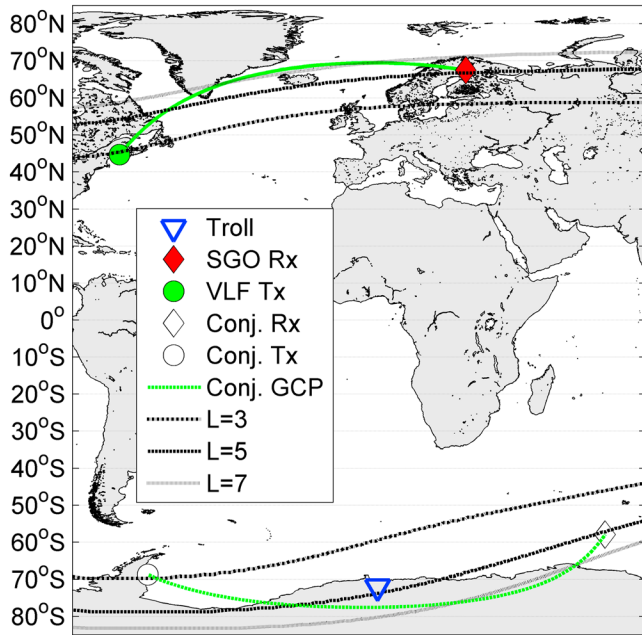 80°N
70°N
60°N
50°N
40°N
30°N
20°N
10°N
0°
10°S
20°S
30°S
40°S
50°S
60°S
70°S
80°S
Troll
SGO Rx
VLF Tx
Conj. Rx
Conj. Tx
Conj. GCP
L=3
L=5
L=7